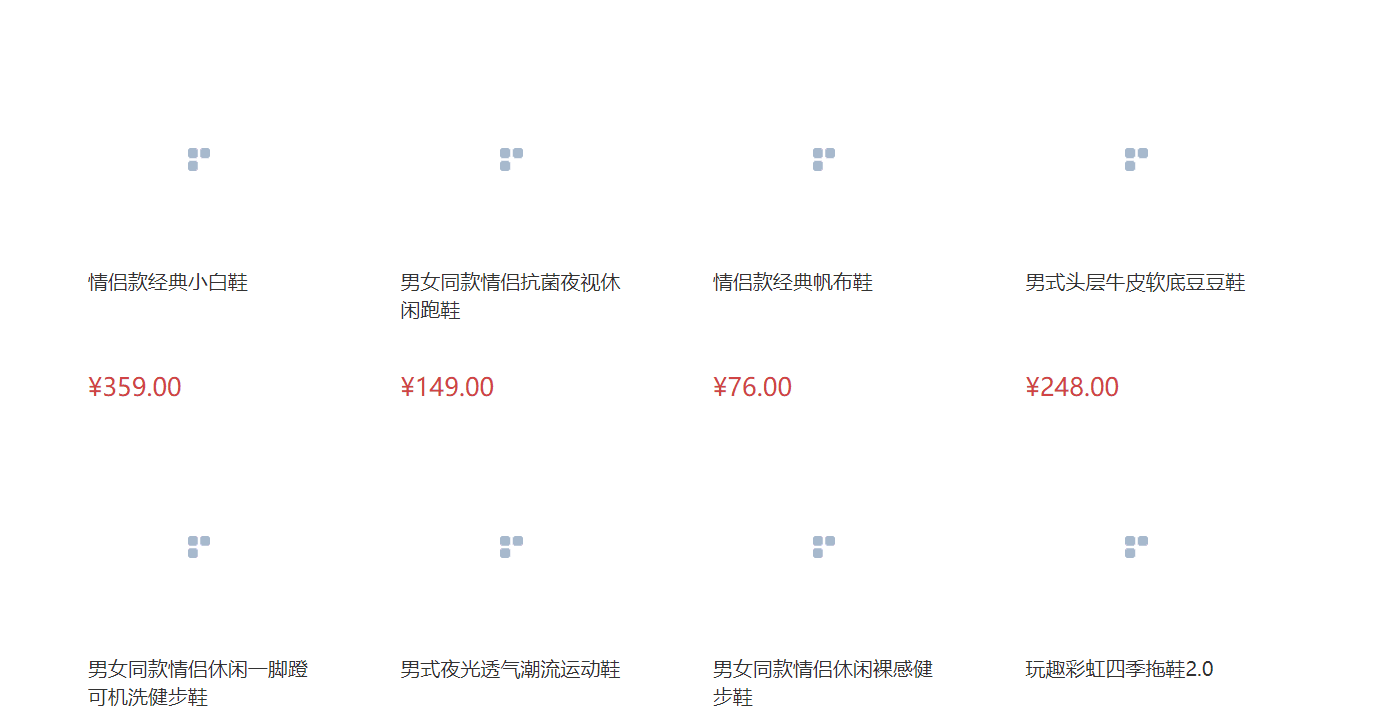 情侣款经典小白鞋
男女同款情侣抗菌夜视休
闲跑鞋
情侣款经典帆布鞋
男式头层牛皮软底豆豆鞋
¥359.00
¥149.00
¥76.00
¥248.00
男女同款情侣休闲一脚蹬
可机洗健步鞋
男式夜光透气潮流运动鞋
男女同款情侣休闲裸感健
步鞋
玩趣彩虹四季拖鞋2.0